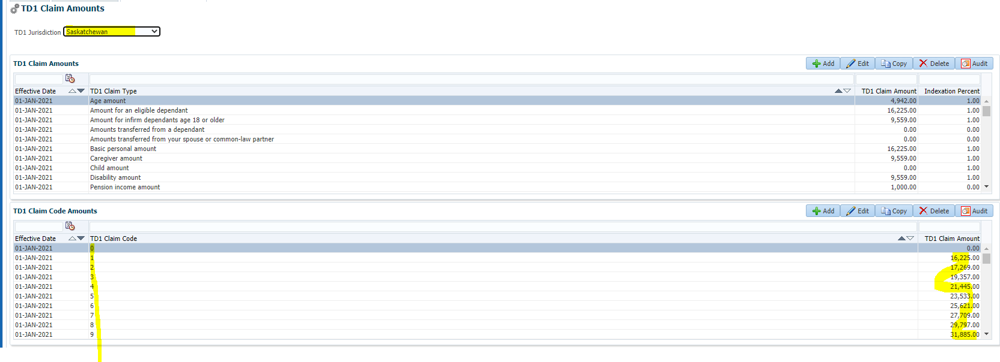 TD1 Claim Amounts
TD1 Jurisdiction Saskatchewan
TD1 Claim Amounts Add Edit Copy Delete Audit
Effective Date TD1 Claim Type TD1 Claim Amount Indexation Percent
01-JAN-2021 Age amount 4,942.00 1.00
01-JAN-2021 Amount for an eligible dependant 16,225.00 1.00
01-JAN-2021 Amount for infirm dependants age 18 or older 9,559.00 1.00
01-JAN-2021 Amounts transferred from a dependant 0.00 0.00
01-JAN-2021 Amounts transferred from your spouse or common-law partner 0.00 0.00
01-JAN-2021 Basic personal amount 16,225.00 1.00
01-JAN-2021 Caregiver amount 9,559.00 1.00
01-JAN-2021 Child amount 0.00 1.00
01-JAN-2021 Disability amount 9,559.00 1.00
01-JAN-2021 Pension income amount 1,000.00 0.00
TD1 Claim Code Amounts Add Edit Copy Delete Audit
Effective Date TD1 Claim Code TD1 Claim Amount
01-JAN-2021 0 0.00
01-JAN-2021 1 16,225.00
01-JAN-2021 2 17,269.00
01-JAN-2021 3 19,357.00
01-JAN-2021 4 21,445.00
01-JAN-2021 5 23,533.00
01-JAN-2021 6 25,621.00
01-JAN-2021 7 27,709.00
01-JAN-2021 8 29,797.00
01-JAN-2021 9 31,885.00